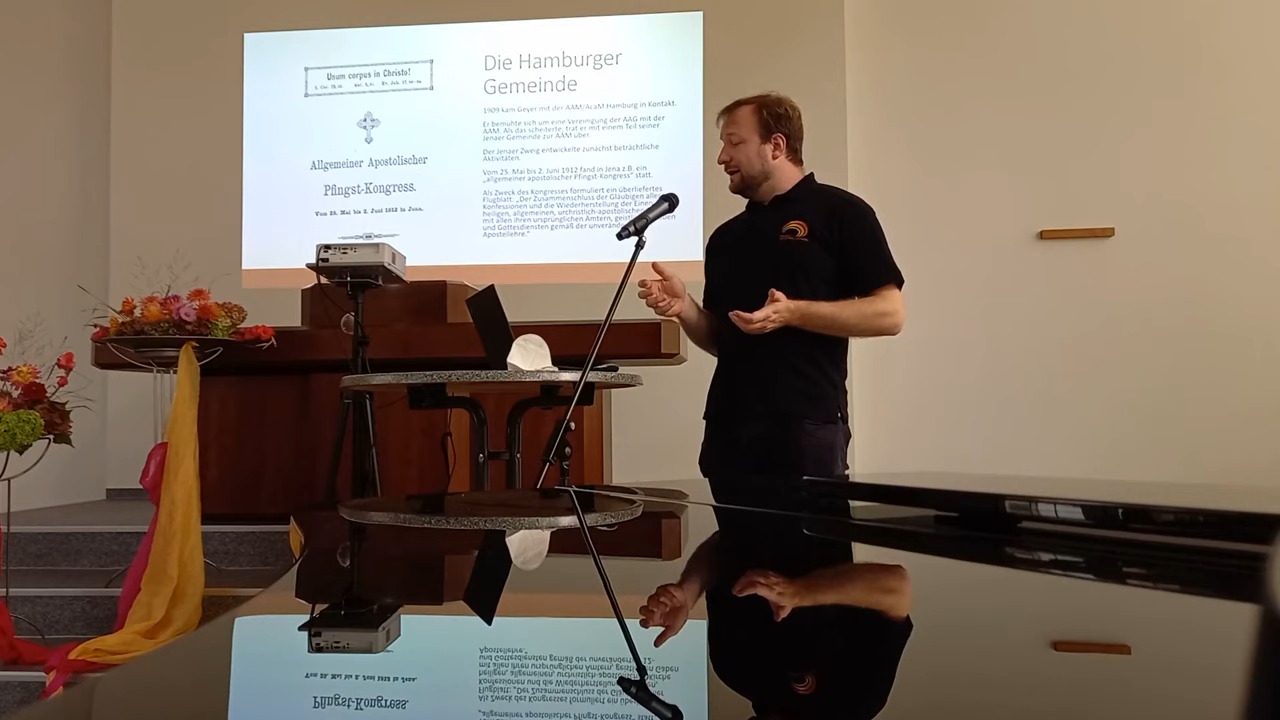 Unum corpus in Christo!
Allgemeiner Apostolischer
Pfingst-Kongress.
Vom 25. Mai bis 2. Juni 1912 in Jena.
Die Hamburger
Gemeinde
1909 kam Geyer mit der AAM/AcaM Hamburg in Kontakt.
Er bemühte sich um eine Vereinigung der AAG mit der
AAM. Als das scheiterte, trat er mit einem Teil seiner
Jenaer Gemeinde zur AAM über.
Der Jenaer Zweig entwickelte zunächst beträchtliche
Aktivitäten.
Vom 25. Mai bis 2. Juni 1912 fand in Jena z.B. ein
„allgemeiner apostolischer Pfingst-Kongress“ statt.
Als Zweck des Kongresses formuliert ein überliefertes
Flugblatt: „Der Zusammenschluss der Gläubigen aller
Konfessionen und die Wiederherstellung der Einen
heiligen, allgemeinen, urchristlich-apostolischen
mit allen ihren ursprünglichen Ämtern,
und Gottesdiensten gemäß der
Apostellehre.“